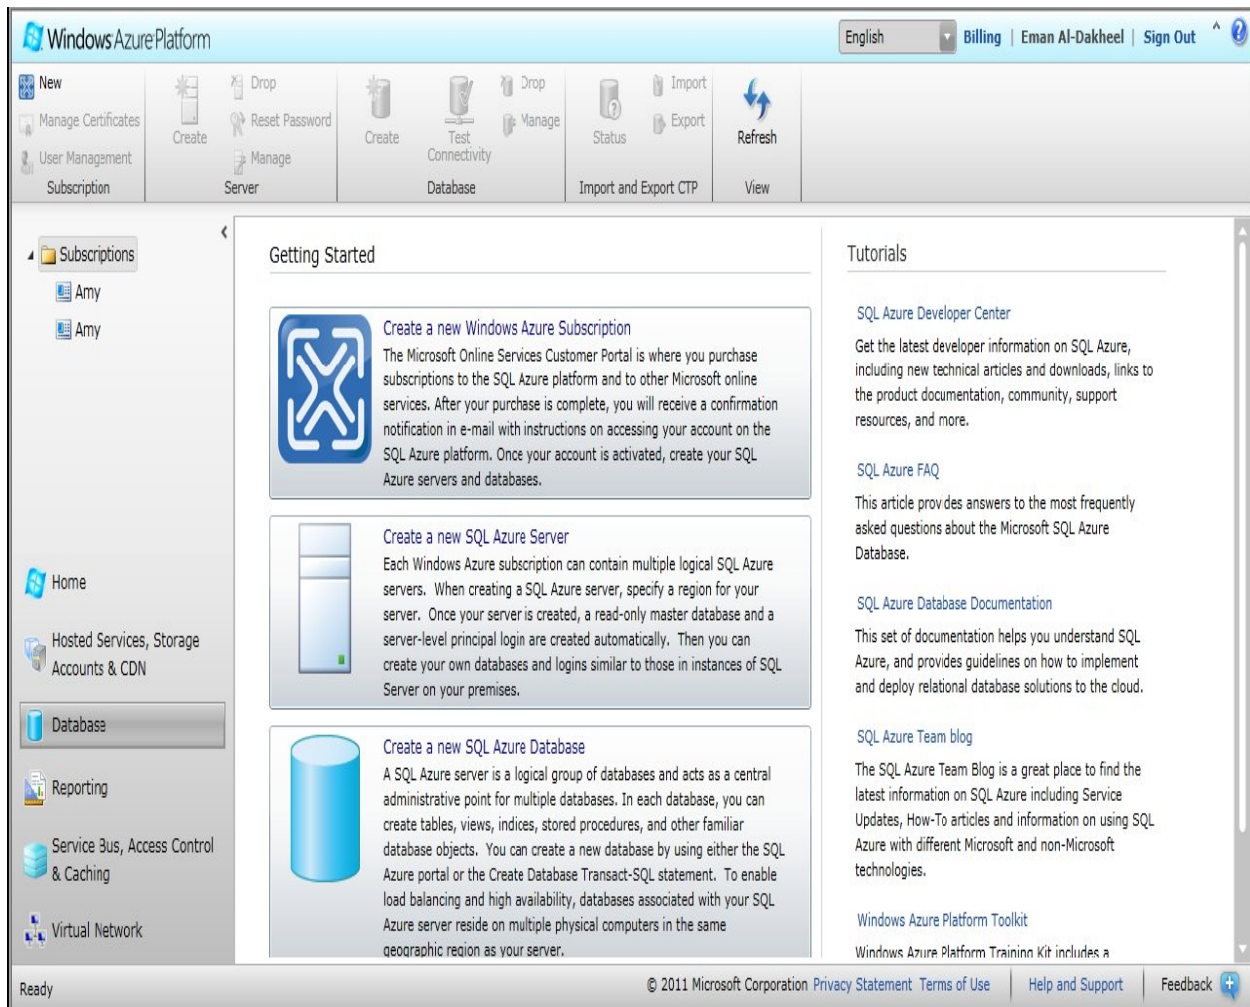 Windows Azure Platform
English
Billing | Eman Al-Dakheel | Sign Out
New
Manage Certificates
User Management
Subscription
Create
Drop
Reset Password
Manage
Server
Create
Test
Connectivity
Drop
Manage
Database
Status
Import
Export
Import and Export CTP
Refresh
View
Subscriptions
Amy
Amy
Home
Hosted Services, Storage
Accounts & CDN
Database
Reporting
Service Bus, Access Control
& Caching
Virtual Network
Getting Started
Create a new Windows Azure Subscription
The Microsoft Online Services Customer Portal is where you purchase
subscriptions to the SQL Azure platform and to other Microsoft online
services. After your purchase is complete, you will receive a confirmation
notification in e-mail with instructions on accessing your account on the
SQL Azure platform. Once your account is activated, create your SQL
Azure servers and databases.
Create a new SQL Azure Server
Each Windows Azure subscription can contain multiple logical SQL Azure
servers. When creating a SQL Azure server, specify a region for your
server. Once your server is created, a read-only master database and a
server-level principal login are created automatically. Then you can
create your own databases and logins similar to those in instances of SQL
Server on your premises.
Create a new SQL Azure Database
A SQL Azure server is a logical group of databases and acts as a central
administrative point for multiple databases. In each database, you can
create tables, views, indices, stored procedures, and other familiar
database objects. You can create a new database by using either the SQL
Azure portal or the Create Database Transact-SQL statement. To enable
load balancing and high availability, databases associated with your SQL
Azure server reside on multiple physical computers in the same
geographic region as your server.
Tutorials
SQL Azure Developer Center
Get the latest developer information on SQL Azure,
including new technical articles and downloads, links to
the product documentation, community, support
resources, and more.
SQL Azure FAQ
This article provides answers to the most frequently
asked questions about the Microsoft SQL Azure
Database.
SQL Azure Database Documentation
This set of documentation helps you understand SQL
Azure, and provides guidelines on how to implement
and deploy relational database solutions to the cloud.
SQL Azure Team blog
The SQL Azure Team Blog is a great place to find the
latest information on SQL Azure including Service
Updates, How-To articles and information on using SQL
Azure with different Microsoft and non-Microsoft
technologies.
Windows Azure Platform Toolkit
Windows Azure Platform Training Kit includes a
Ready
© 2011 Microsoft Corporation Privacy Statement Terms of Use
Help and Support
Feedback